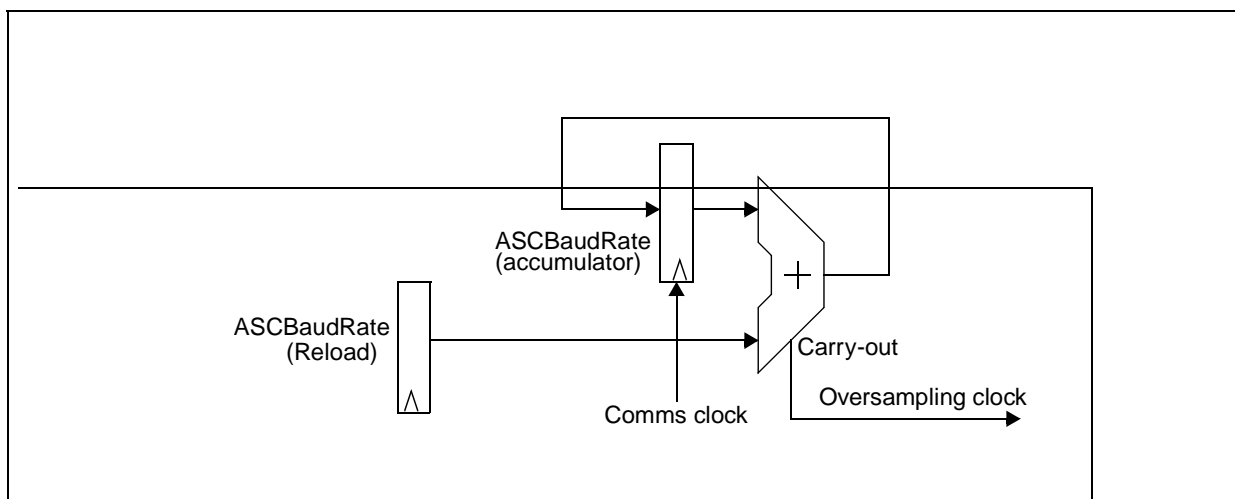 ASCBaudRate
(accumulator)
ASCBaudRate
(Reload)
+
Carry-out
Oversampling clock
Comms clock